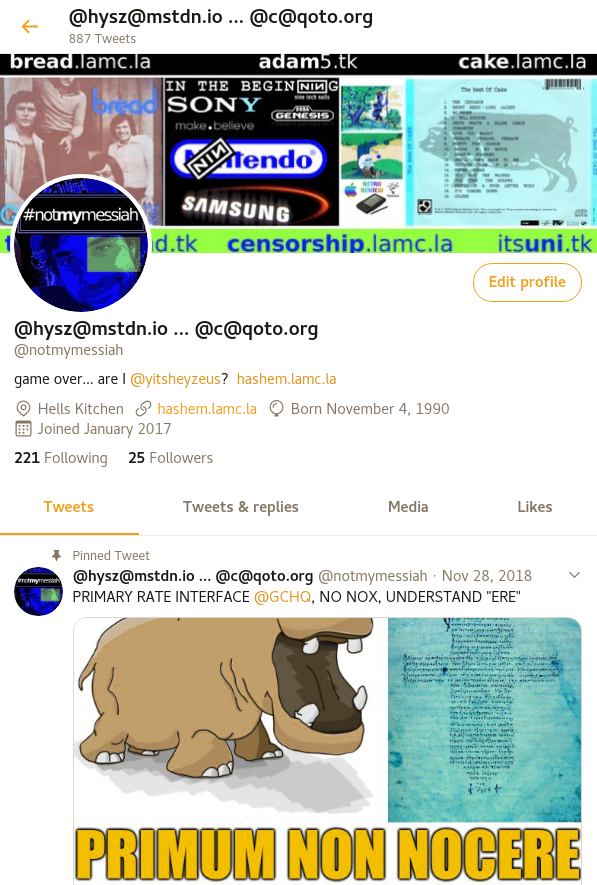 @hysz@mstdn.io ... @c@qoto.org
887 Tweets
bread.lamc.la adam5.tk cake.lamc.la
IN THE BEGINNING
nine inch nails
bread
SONY
make.believe
SEGA
GENESIS
NIN
Nintendo
SAMSUNG
The best Of Cake
RETRO
REVIEW
#notmymessiah
d.tk censorship.lamc.la itsuni.tk
Edit profile
@hysz@mstdn.io ... @c@qoto.org
@notmymessiah
game over... are I @yitsheyzeus? hashem.lamc.la
Hells Kitchen hashem.lamc.la Born November 4, 1990
Joined January 2017
221 Following 25 Followers
Tweets Tweets & replies Media Likes
Pinned Tweet
@hysz@mstdn.io ... @c@qoto.org @notmymessiah · Nov 28, 2018
#notmymessiah
PRIMARY RATE INTERFACE @GCHQ, NO NOX, UNDERSTAND "ERE"
PRIMUM NON NOCERE